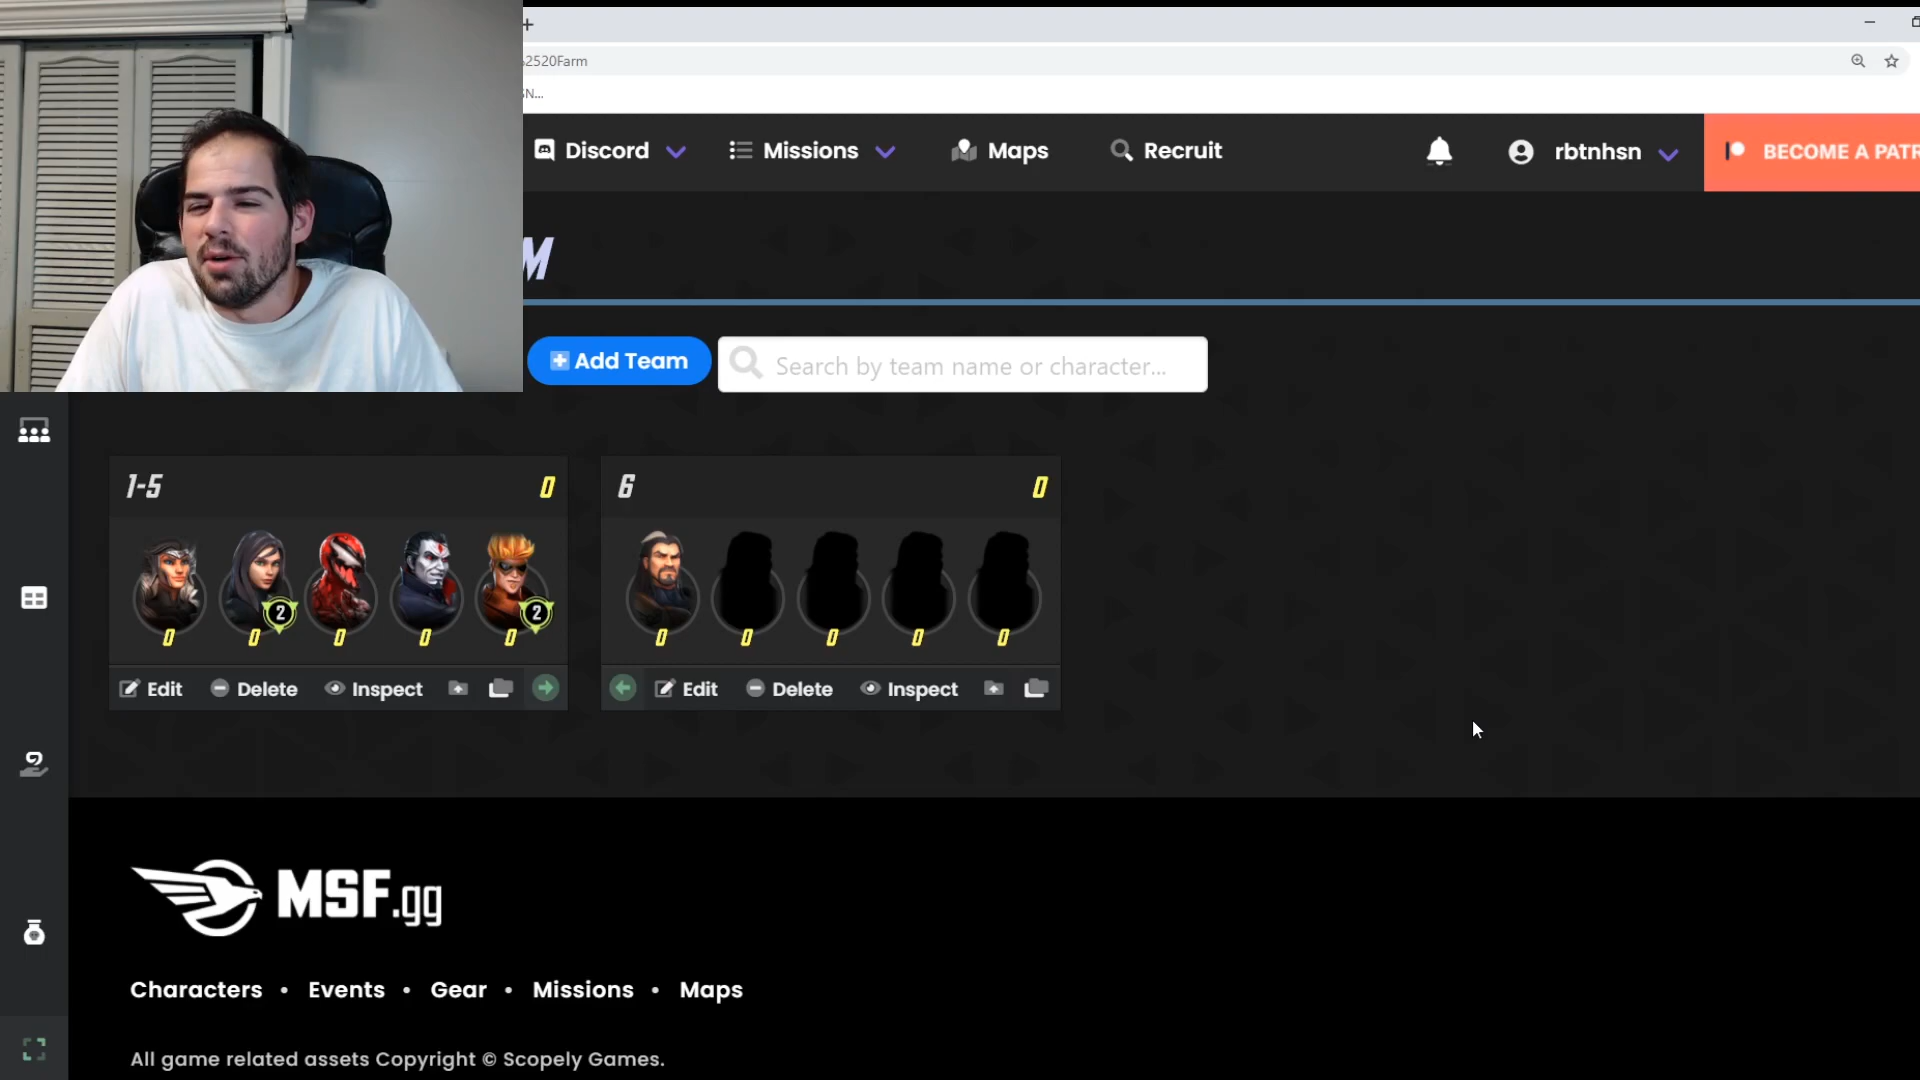 2520Farm
N...
Discord
Missions
Maps
Recruit
rbtnhsn
BECOME A PATR
M
Add Team
Search by team name or character...
1-5
0
6
0
2
2
0
0
0
0
0
0
0
0
0
0
Edit
Delete
Inspect
Edit
Delete
Inspect
MSF.gg
Characters • Events • Gear • Missions • Maps
All game related assets Copyright © Scopely Games.